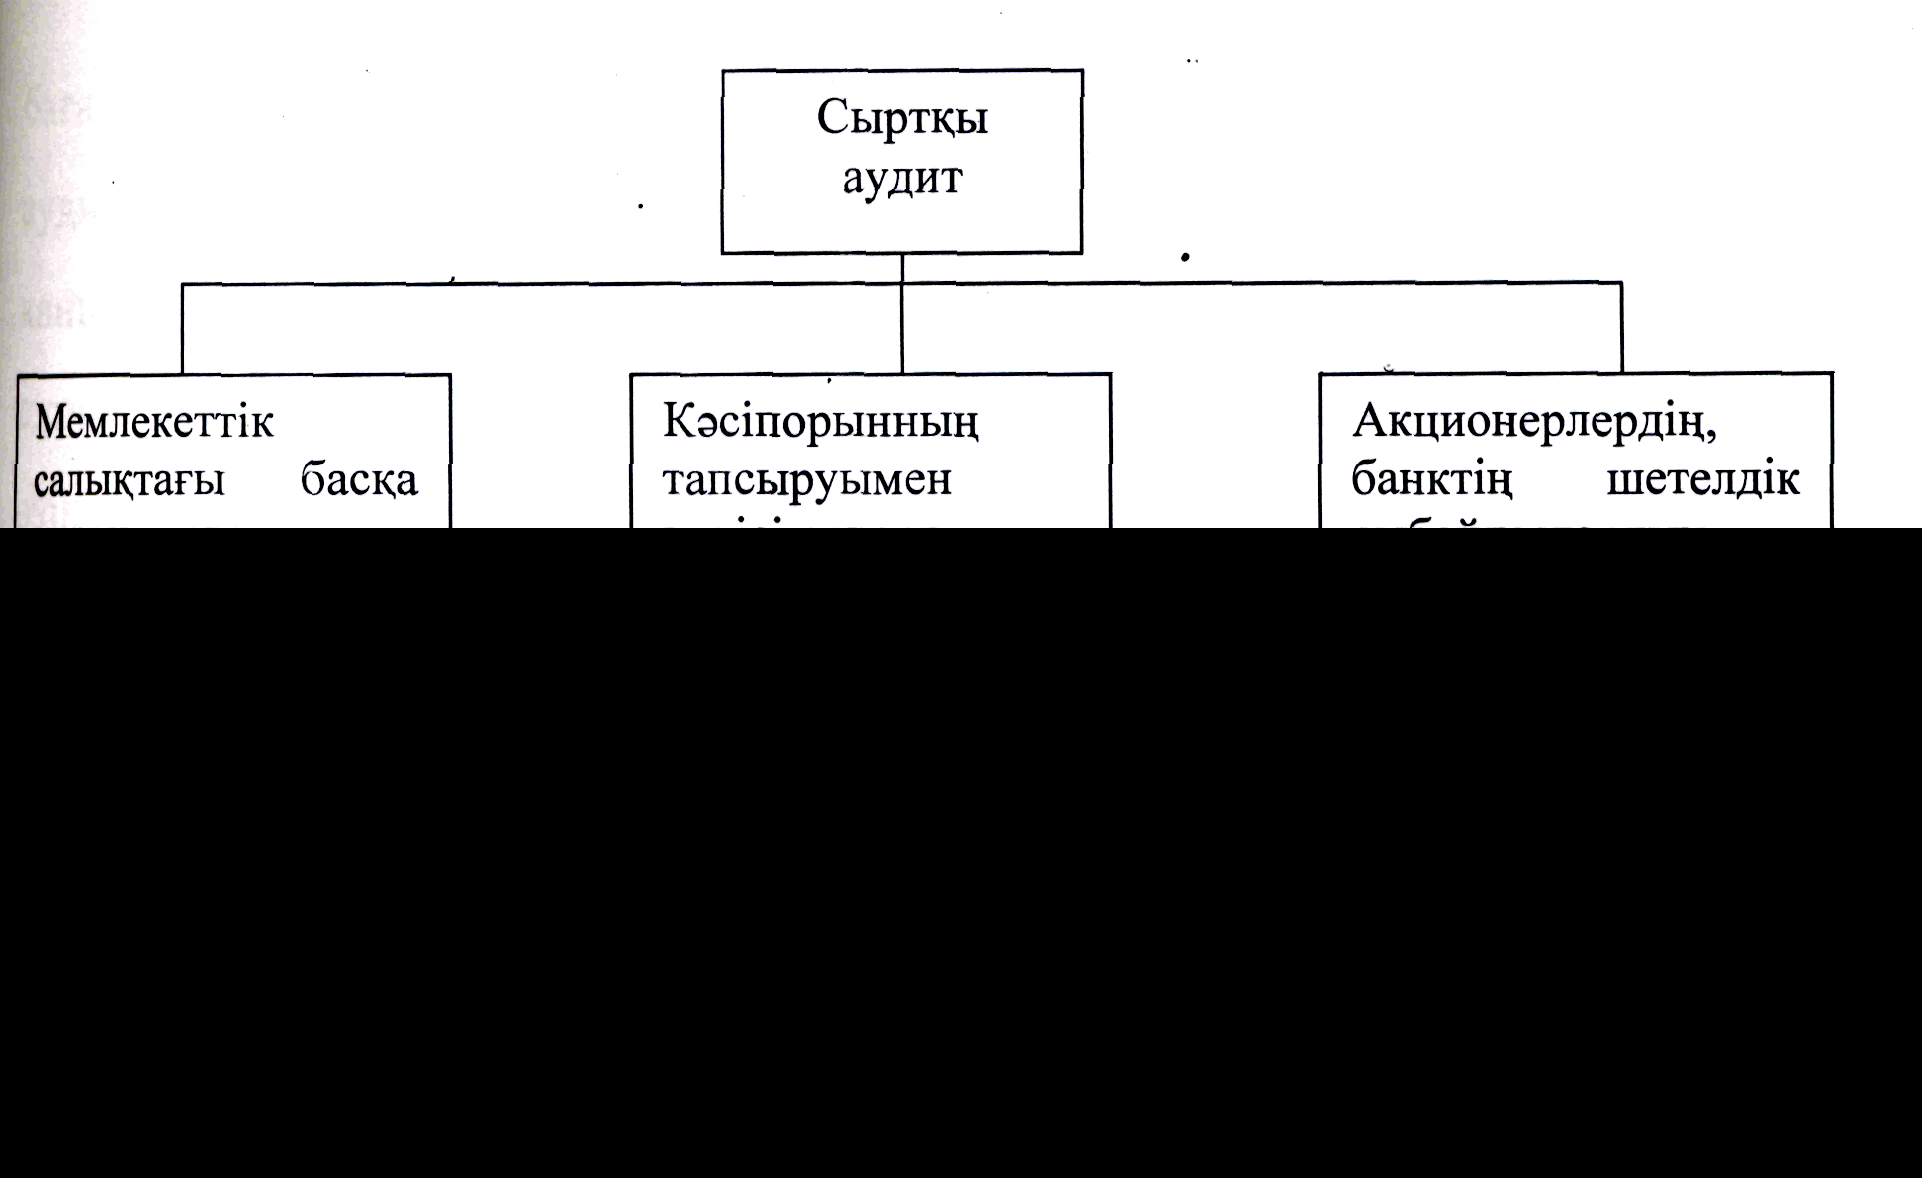 Сыртқы
аудит
Мемлекеттік
салықтағы басқа
Кәсіпорынның
тапсыруымен
Акционерлердің,
банктің шетелдік